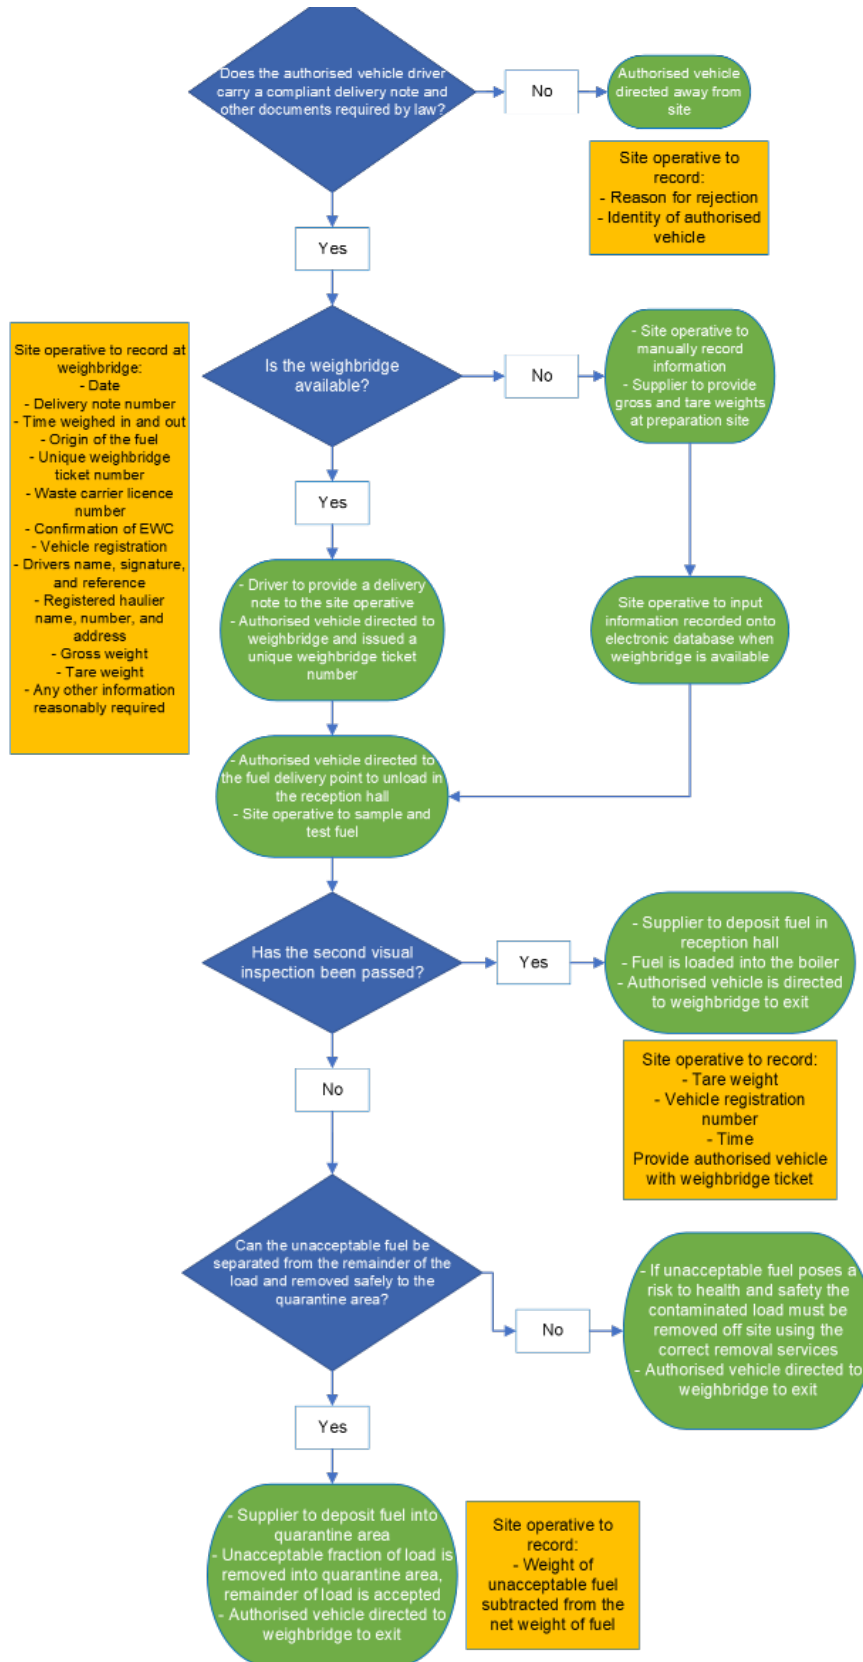 Does the authorised vehicle driver
carry a compliant delivery note and
other documents required by law?
No
Authorised vehicle
directed away from
site
Site operative to
record:
- Reason for rejection
- Identity of authorised
vehicle
Yes
Site operative to record at
weighbridge:
- Date
- Delivery note number
- Time weighed in and out
- Origin of the fuel
- Unique weighbridge
ticket number
- Waste carrier licence
number
- Confirmation of EWC
- Vehicle registration
- Drivers name, signature,
and reference
- Registered haulier
name, number, and
address
- Gross weight
- Tare weight
- Any other information
reasonably required
Is the weighbridge
available?
No
- Site operative to
manually record
information
- Supplier to provide
gross and tare weights
at preparation site
Yes
- Driver to provide a delivery
note to the site operative
- Authorised vehicle directed to
weighbridge and issued a
unique weighbridge ticket
number
Site operative to input
information recorded onto
electronic database when
weighbridge is available
- Authorised vehicle directed to
the fuel delivery point to unload in
the reception hall
- Site operative to sample and
test fuel
Has the second visual
inspection been passed?
Yes
- Supplier to deposit fuel in
reception hall
- Fuel is loaded into the boiler
- Authorised vehicle is directed
to weighbridge to exit
Site operative to record:
- Tare weight
- Vehicle registration
number
- Time
Provide authorised vehicle
with weighbridge ticket
No
Can the unacceptable fuel be
separated from the remainder of the
load and removed safely to the
quarantine area?
No
- If unacceptable fuel poses a
risk to health and safety the
contaminated load must be
removed off site using the
correct removal services
- Authorised vehicle directed to
weighbridge to exit
Yes
- Supplier to deposit fuel into
quarantine area
- Unacceptable fraction of load is
removed into quarantine area,
remainder of load is accepted
- Authorised vehicle directed to
weighbridge to exit
Site operative to
record:
- Weight of
unacceptable fuel
subtracted from the
net weight of fuel